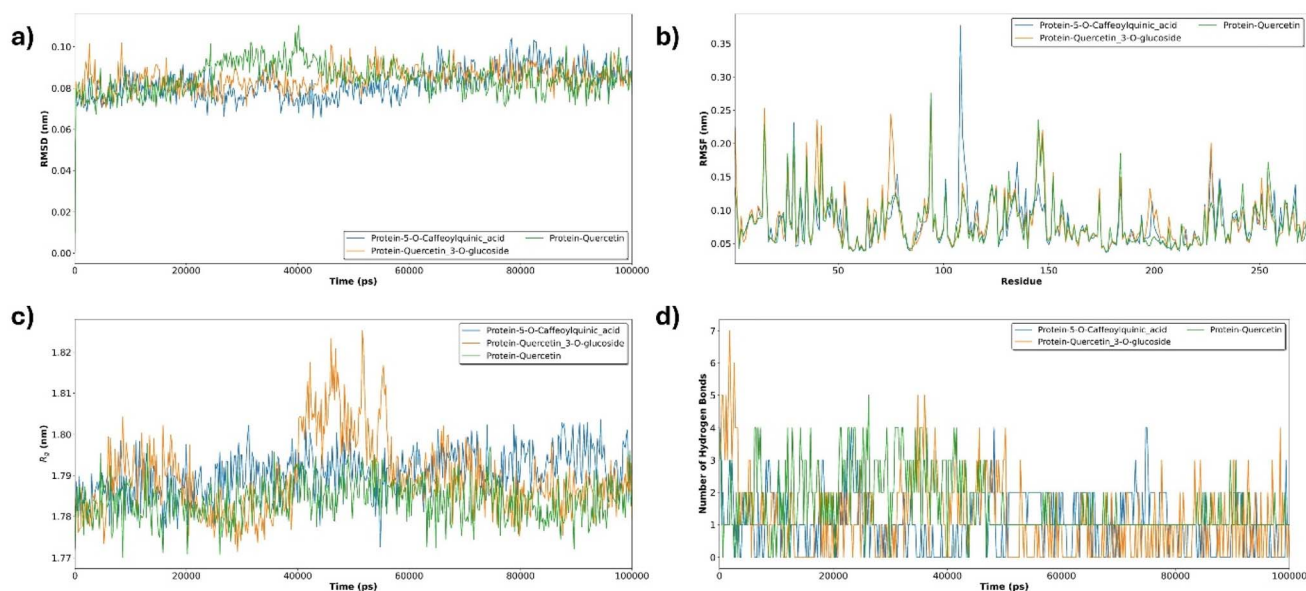 a)
0.10
0.08
0.06
0.04
0.02
0.00
RMSD (nm)
Protein-5-O-Caffeoylquinic_acid
Protein-Quercetin_3-O-glucoside
Protein-Quercetin
0
20000
40000
60000
80000
100000
Time (ps)
b)
0.35
0.30
0.25
0.20
0.15
0.10
0.05
RMSF (nm)
Protein-5-O-Caffeoylquinic_acid
Protein-Quercetin_3-O-glucoside
Protein-Quercetin
50
100
150
200
250
Residue
c)
1.82
1.81
1.80
1.79
1.78
1.77
Rg (nm)
Protein-5-O-Caffeoylquinic_acid
Protein-Quercetin_3-O-glucoside
Protein-Quercetin
0
20000
40000
60000
80000
100000
Time (ps)
d)
7
6
5
4
3
2
1
0
Number of Hydrogen Bonds
Protein-5-O-Caffeoylquinic_acid
Protein-Quercetin_3-O-glucoside
Protein-Quercetin
0
20000
40000
60000
80000
100000
Time (ps)